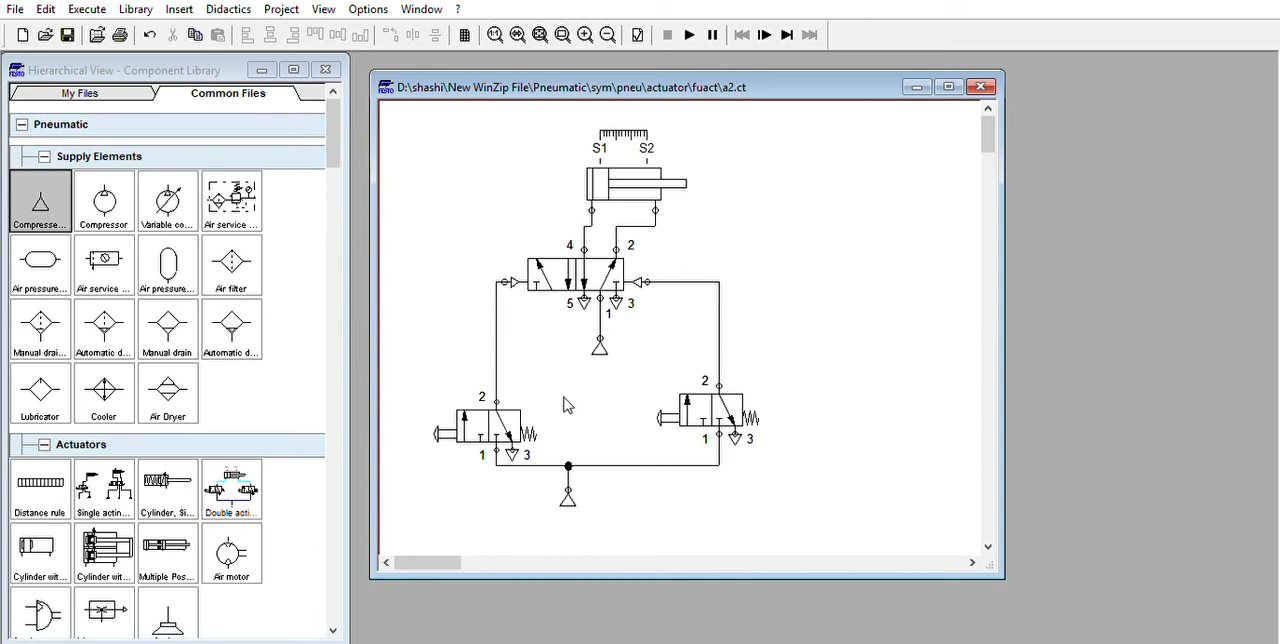 File Edit Execute Library Insert Didactics Project View Options Window ?
FESTO Hierarchical View - Component Library
My Files Common Files
Pneumatic
Supply Elements
Compresse... Compressor Variable co... Air service ...
Air pressure... Air service ... Air pressure... Air filter
Manual drai... Automatic d... Manual drain Automatic d...
Lubricator Cooler Air Dryer
Actuators
Distance rule Single actin... Cylinder, Si... Double acti...
Cylinder wit... Cylinder wit... Multiple Pos... Air motor
FESTO D:\shashi\New WinZip File\Pneumatic\sym\pneu\actuator\fuact\a2.ct
S1 S2
4 2
5 3
1
2
1 3
2
1 3